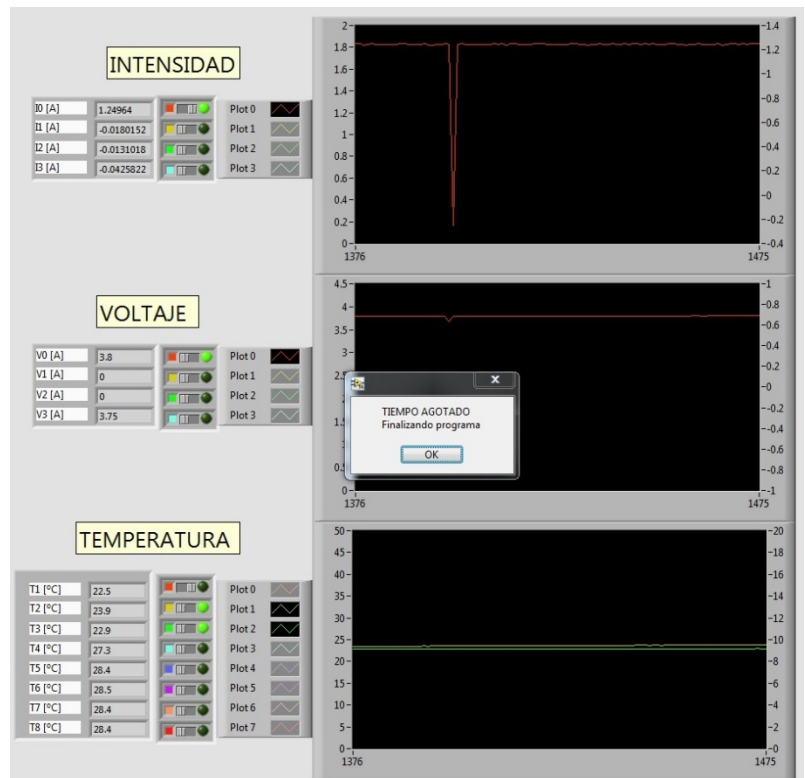 INTENSIDAD
I0 [A] 1.24964 Plot 0
I1 [A] -0.0180152 Plot 1
I2 [A] -0.0131018 Plot 2
I3 [A] -0.0425822 Plot 3
2-
1.8-
1.6-
1.4-
1.2-
1-
0.8-
0.6-
0.4-
0.2-
0-
-1.4
-1.2
-1
-0.8
-0.6
-0.4
-0.2
-0
--0.2
--0.4
1376 1475
VOLTAJE
V0 [A] 3.8 Plot 0
V1 [A] 0 Plot 1
V2 [A] 0 Plot 2
V3 [A] 3.75 Plot 3
4.5-
4-
3.5-
3-
0-
-1
-0.8
-0.6
-0.4
-0.2
-0
--0.2
--0.4
--0.6
--0.8
--1
1376 1475
TIEMPO AGOTADO
Finalizando programa
OK
TEMPERATURA
T1 [ºC] 22.5 Plot 0
T2 [ºC] 23.9 Plot 1
T3 [ºC] 22.9 Plot 2
T4 [ºC] 27.3 Plot 3
T5 [ºC] 28.4 Plot 4
T6 [ºC] 28.5 Plot 5
T7 [ºC] 28.4 Plot 6
T8 [ºC] 28.4 Plot 7
50-
45-
40-
35-
30-
25-
20-
15-
10-
5-
0-
-20
-18
-16
-14
-12
-10
-8
-6
-4
-2
-0
1376 1475